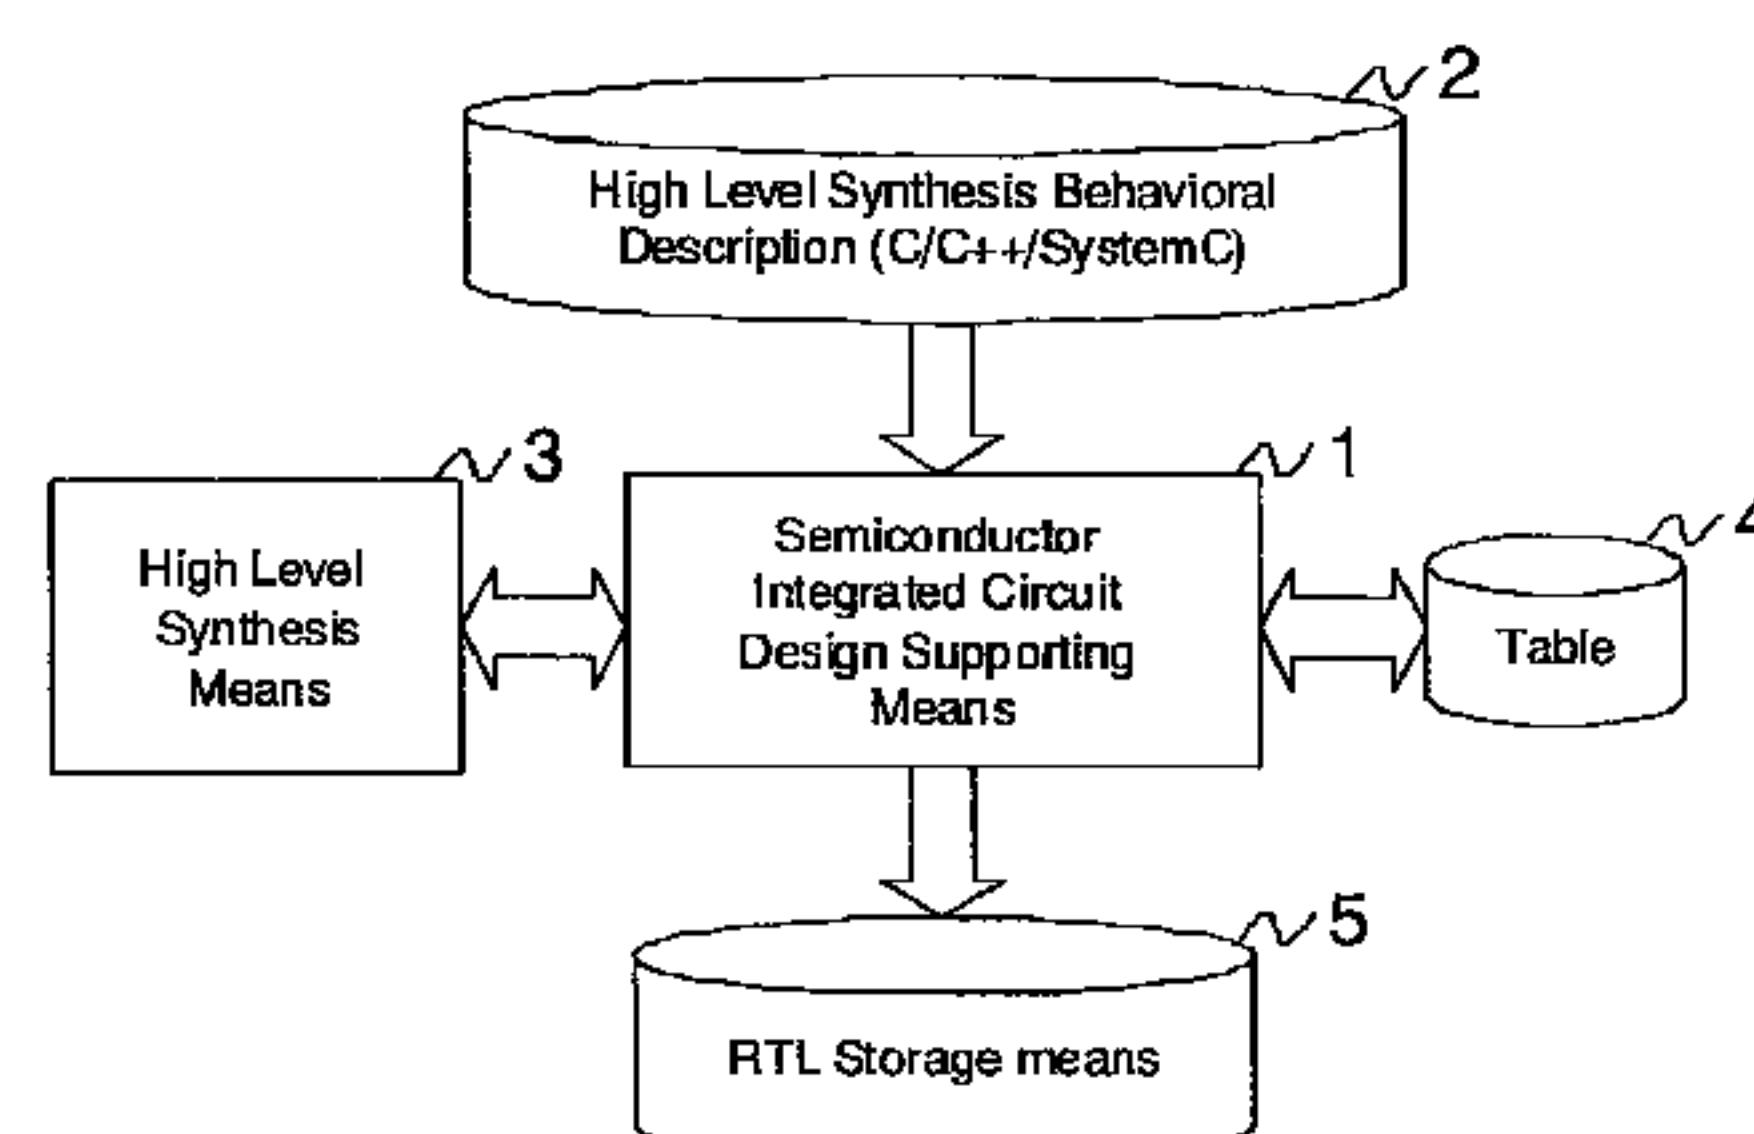 2
High Level Synthesis Behavioral
Description (C/C++/SystemC)
3
1
4
High Level
Synthesis
Means
Semiconductor
Integrated Circuit
Design Supporting
Means
Table
5
RTL Storage means